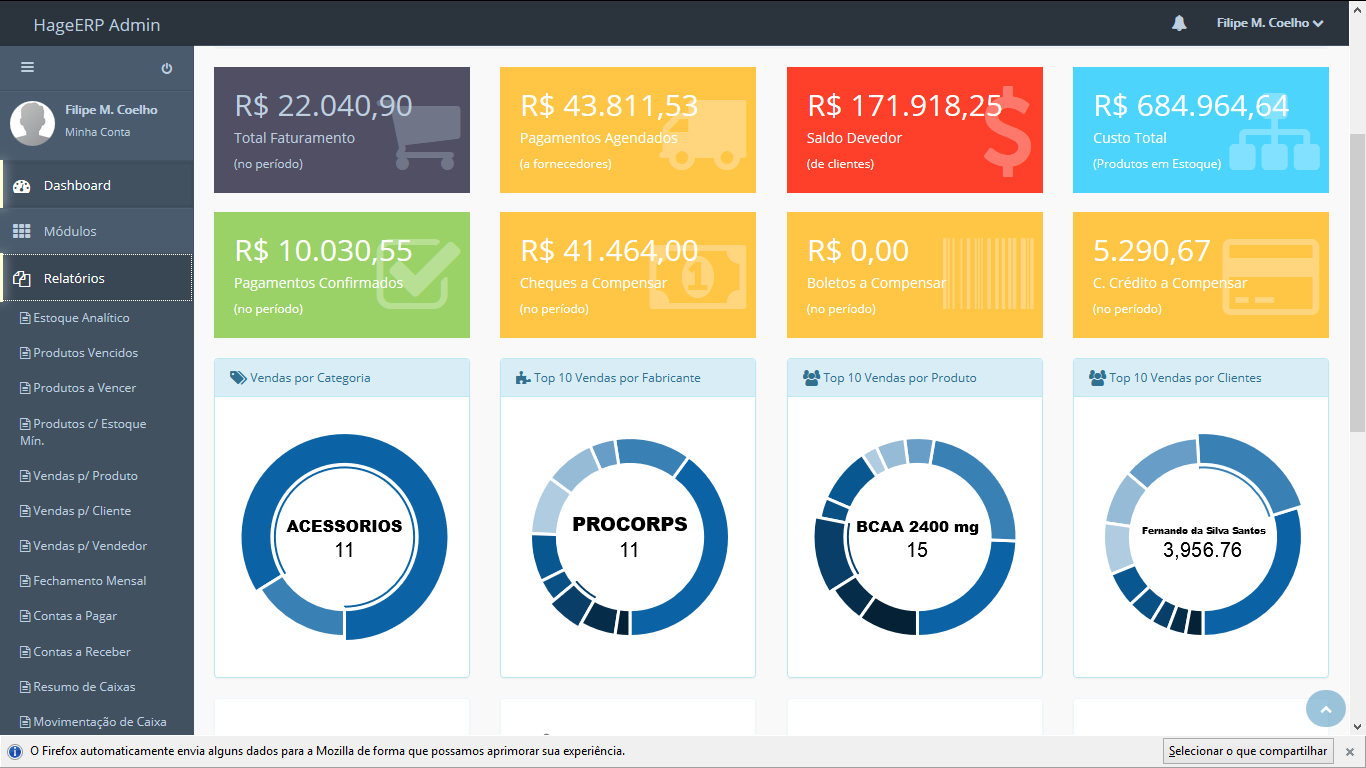 HageERP Admin
Filipe M. Coelho
Filipe M. Coelho
Minha Conta
Dashboard
Módulos
Relatórios
Estoque Analítico
Produtos Vencidos
Produtos a Vencer
Produtos c/ Estoque
Mín.
Vendas p/ Produto
Vendas p/ Cliente
Vendas p/ Vendedor
Fechamento Mensal
Contas a Pagar
Contas a Receber
Resumo de Caixas
Movimentação de Caixa
R$ 22.040,90
Total Faturamento
(no período)
R$ 43.811,53
Pagamentos Agendados
(a fornecedores)
R$ 171.918,25
Saldo Devedor
(de clientes)
R$ 684.964,64
Custo Total
(Produtos em Estoque)
R$ 10.030,55
Pagamentos Confirmados
(no período)
R$ 41.464,00
Cheques a Compensar
(no período)
R$ 0,00
Boletos a Compensar
(no período)
5.290,67
C. Crédito a Compensar
(no período)
Vendas por Categoria
ACESSORIOS
11
Top 10 Vendas por Fabricante
PROCORPS
11
Top 10 Vendas por Produto
BCAA 2400 mg
15
Top 10 Vendas por Clientes
Fernando da Silva Santos
3,956.76
O Firefox automaticamente envia alguns dados para a Mozilla de forma que possamos aprimorar sua experiência.
Selecionar o que compartilhar